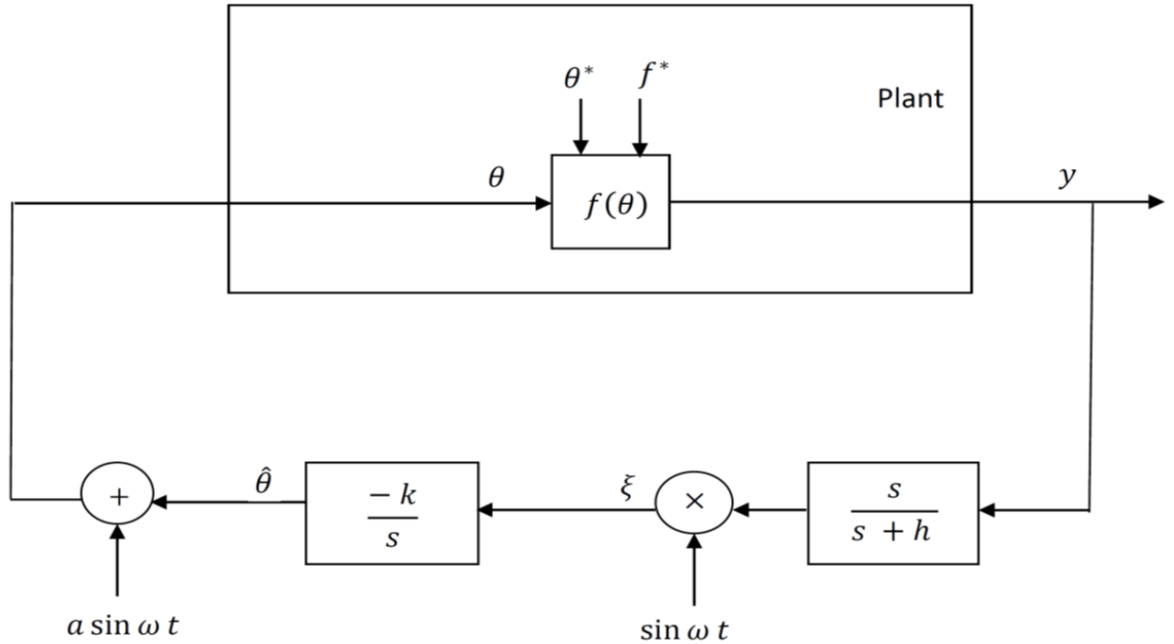 θ* f*
Plant
θ
f(θ)
y
+
θ̂
− k
s
ξ
×
s
s + h
a sin ω t
sin ω t